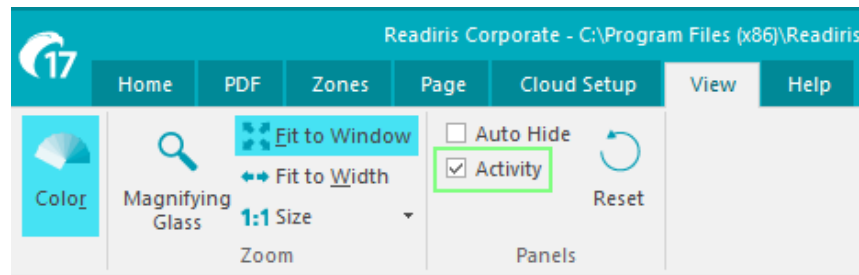 Readiris Corporate - C:\Program Files (x86)\Readiris
17
Home PDF Zones Page Cloud Setup View Help
Color
Magnifying
Glass
Fit to Window
Fit to Width
1:1 Size
Zoom
Auto Hide
Activity
Reset
Panels